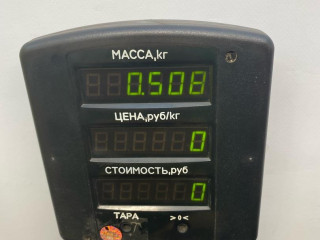 МАССА,кг
0.508
ЦЕНА,руб/кг
0
СТОИМОСТЬ,руб
0
ТАРА >0<